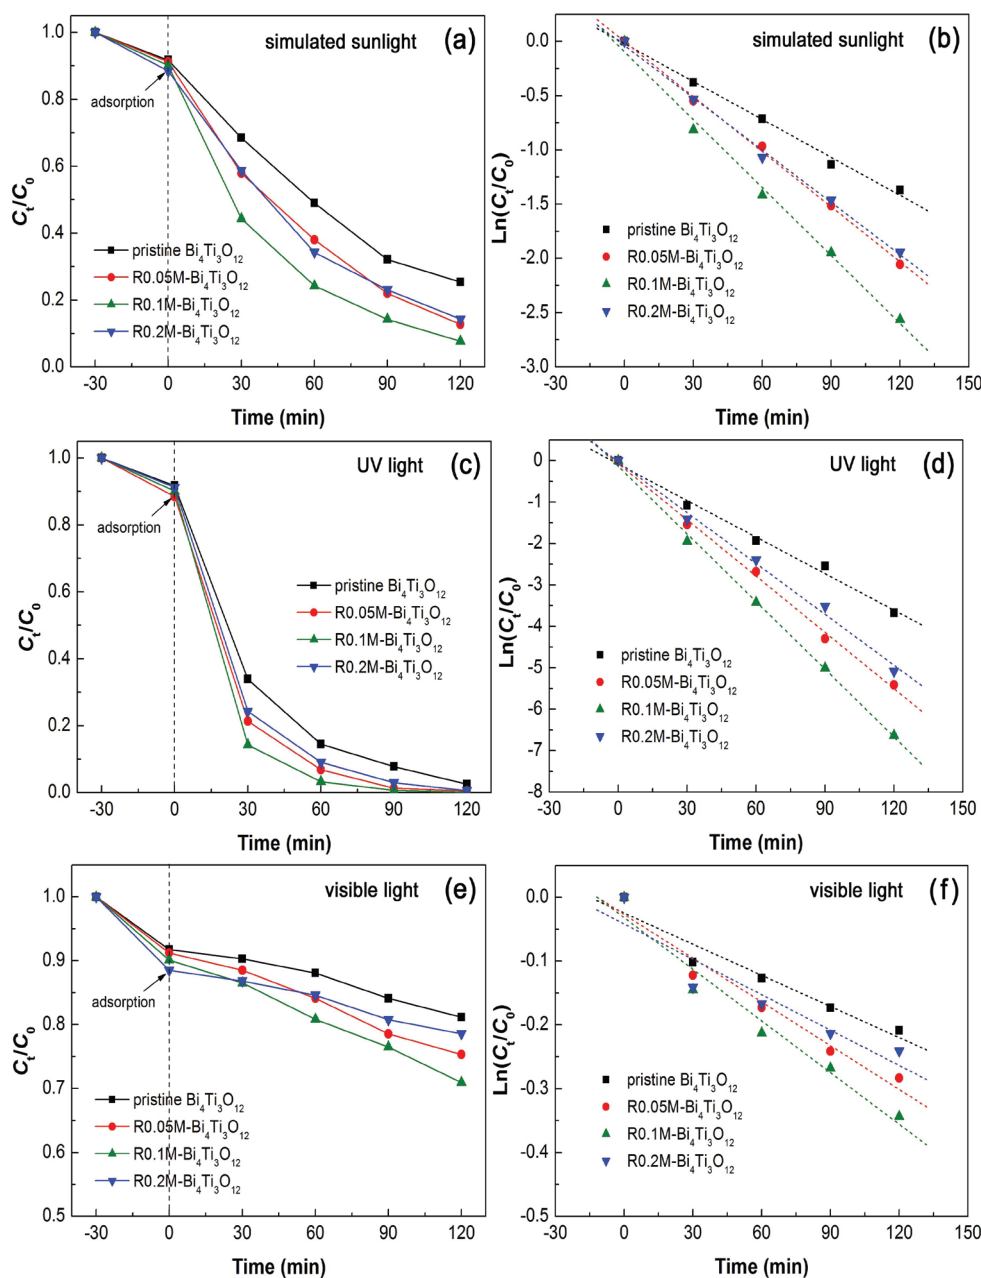 simulated sunlight (a)
adsorption
pristine Bi₄Ti₃O₁₂
R0.05M-Bi₄Ti₃O₁₂
R0.1M-Bi₄Ti₃O₁₂
R0.2M-Bi₄Ti₃O₁₂
Cₜ/C₀
1.0
0.8
0.6
0.4
0.2
0.0
-30 0 30 60 90 120
Time (min)
simulated sunlight (b)
pristine Bi₄Ti₃O₁₂
R0.05M-Bi₄Ti₃O₁₂
R0.1M-Bi₄Ti₃O₁₂
R0.2M-Bi₄Ti₃O₁₂
Ln(Cₜ/C₀)
0.0
-0.5
-1.0
-1.5
-2.0
-2.5
-3.0
-30 0 30 60 90 120 150
Time (min)
UV light (c)
adsorption
pristine Bi₄Ti₃O₁₂
R0.05M-Bi₄Ti₃O₁₂
R0.1M-Bi₄Ti₃O₁₂
R0.2M-Bi₄Ti₃O₁₂
Cₜ/C₀
1.0
0.8
0.6
0.4
0.2
0.0
-30 0 30 60 90 120
Time (min)
UV light (d)
pristine Bi₄Ti₃O₁₂
R0.05M-Bi₄Ti₃O₁₂
R0.1M-Bi₄Ti₃O₁₂
R0.2M-Bi₄Ti₃O₁₂
Ln(Cₜ/C₀)
0
-1
-2
-3
-4
-5
-6
-7
-8
-30 0 30 60 90 120 150
Time (min)
visible light (e)
adsorption
pristine Bi₄Ti₃O₁₂
R0.05M-Bi₄Ti₃O₁₂
R0.1M-Bi₄Ti₃O₁₂
R0.2M-Bi₄Ti₃O₁₂
Cₜ/C₀
1.0
0.9
0.8
0.7
0.6
0.5
-30 0 30 60 90 120
Time (min)
visible light (f)
pristine Bi₄Ti₃O₁₂
R0.05M-Bi₄Ti₃O₁₂
R0.1M-Bi₄Ti₃O₁₂
R0.2M-Bi₄Ti₃O₁₂
Ln(Cₜ/C₀)
0.0
-0.1
-0.2
-0.3
-0.4
-0.5
-30 0 30 60 90 120 150
Time (min)